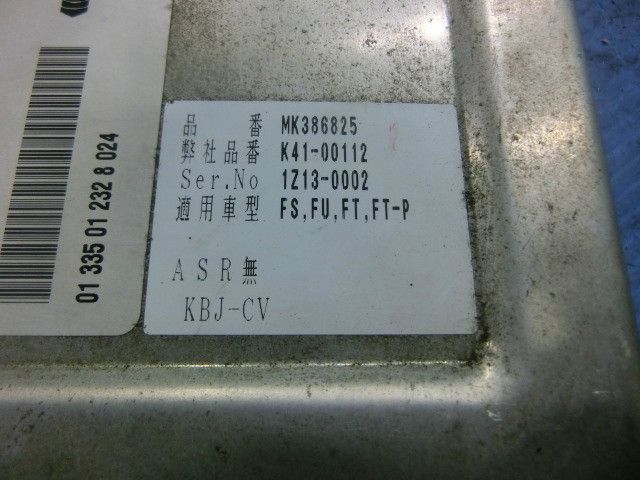 01 335 01 232 8 024
品番 MK386825
弊社品番 K41-00112
Ser.No 1Z13-0002
適用車型 FS,FU,FT,FT-P
ASR無
KBJ-CV